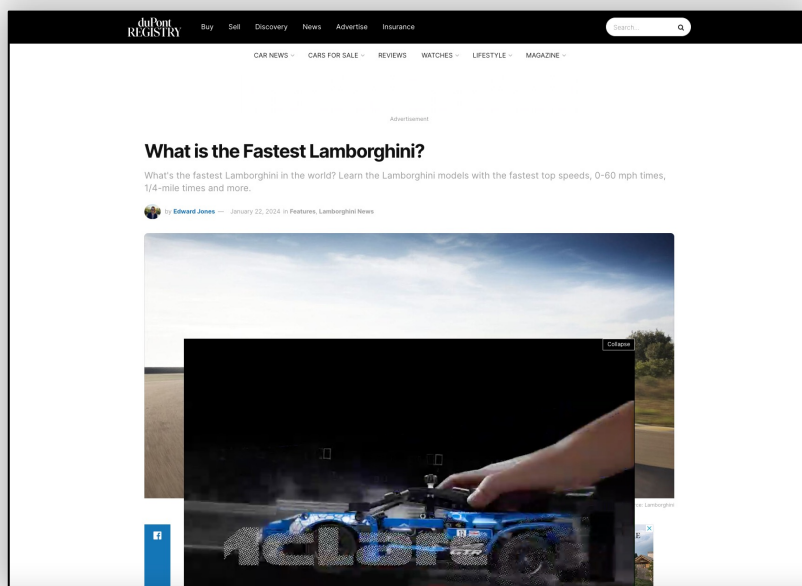 duPont
REGISTRY
Buy Sell Discovery News Advertise Insurance
Search...
CAR NEWS CARS FOR SALE REVIEWS WATCHES LIFESTYLE MAGAZINE
Advertisement
What is the Fastest Lamborghini?
What's the fastest Lamborghini in the world? Learn the Lamborghini models with the fastest top speeds, 0-60 mph times,
1/4-mile times and more.
by Edward Jones — January 22, 2024 in Features, Lamborghini News
Collapse
Lamborghini
GTR